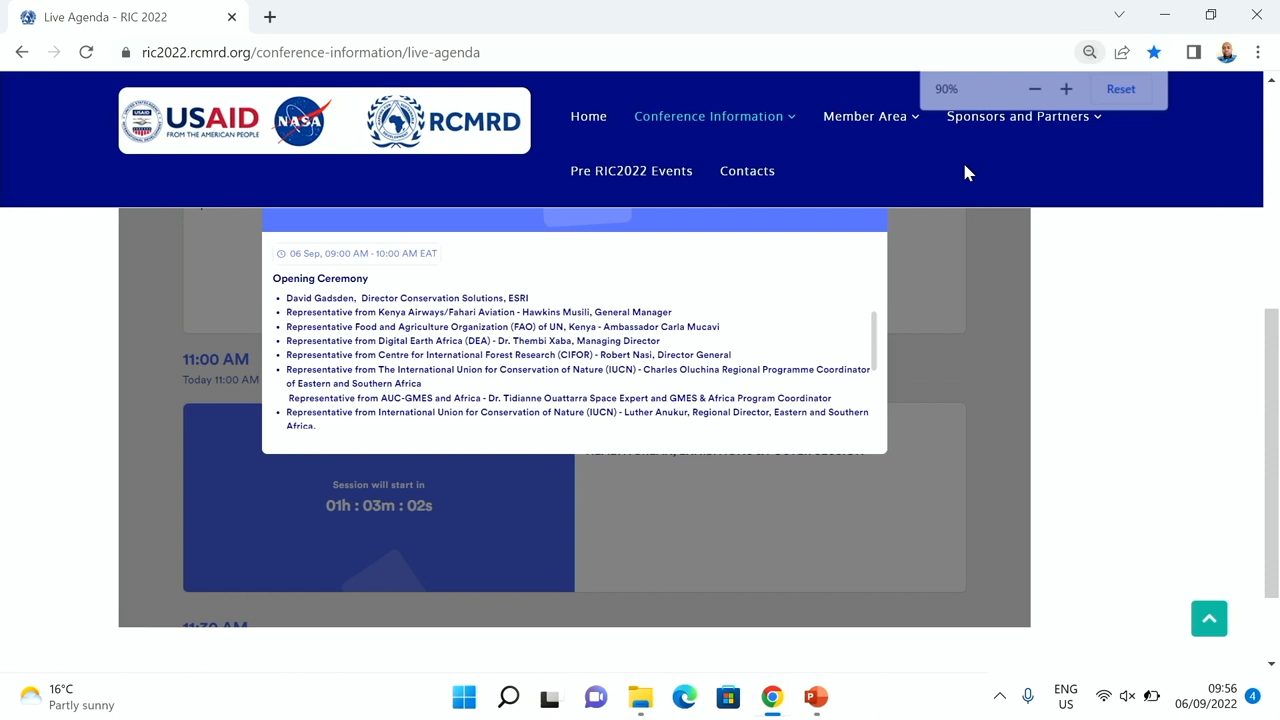 Live Agenda - RIC 2022
ric2022.rcmrd.org/conference-information/live-agenda
90%
Reset
USAID
FROM THE AMERICAN PEOPLE
NASA
RCMRD
Home
Conference Information
Member Area
Sponsors and Partners
Pre RIC2022 Events
Contacts
06 Sep, 09:00 AM - 10:00 AM EAT
Opening Ceremony
David Gadsden, Director Conservation Solutions, ESRI
Representative from Kenya Airways/Fahari Aviation - Hawkins Musili, General Manager
Representative Food and Agriculture Organization (FAO) of UN, Kenya - Ambassador Carla Mucavi
Representative from Digital Earth Africa (DEA) - Dr. Thembi Xaba, Managing Director
Representative from Centre for International Forest Research (CIFOR) - Robert Nasi, Director General
Representative from The International Union for Conservation of Nature (IUCN) - Charles Oluchina Regional Programme Coordinator
of Eastern and Southern Africa
Representative from AUC-GMES and Africa - Dr. Tidianne Ouattarra Space Expert and GMES & Africa Program Coordinator
Representative from International Union for Conservation of Nature (IUCN) - Luther Anukur, Regional Director, Eastern and Southern
Africa.
11:00 AM
Today 11:00 AM
Session will start in
01h : 03m : 02s
11:30 AM
16°C
Partly sunny
ENG
US
09:56
06/09/2022
4